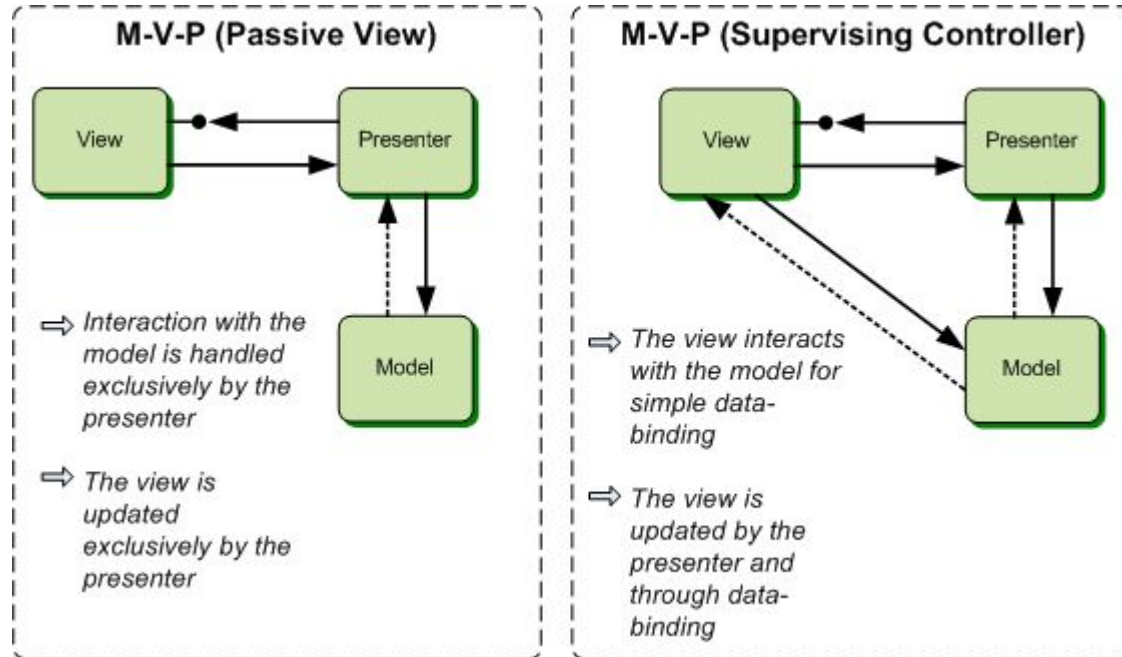 M-V-P (Passive View)
View
Presenter
Model
Interaction with the
model is handled
exclusively by the
presenter
The view is
updated
exclusively by the
presenter
M-V-P (Supervising Controller)
View
Presenter
Model
The view interacts
with the model for
simple data-
binding
The view is
updated by the
presenter and
through data-
binding